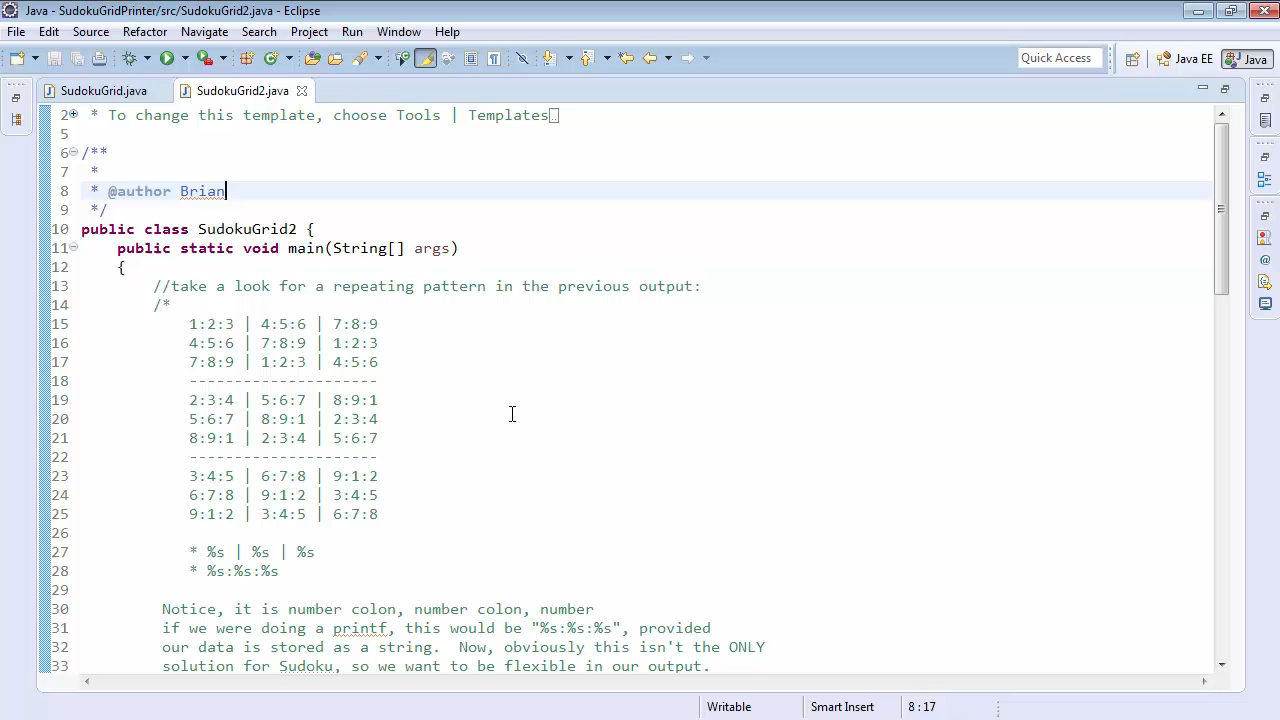 Java - SudokuGridPrinter/src/SudokuGrid2.java - Eclipse
File Edit Source Refactor Navigate Search Project Run Window Help
Quick Access Java EE Java
SudokuGrid.java SudokuGrid2.java
2 * To change this template, choose Tools | Templates
5
6 /**
7 *
8 * @author Brian
9 */
10 public class SudokuGrid2 {
11 public static void main(String[] args)
12 {
13 //take a look for a repeating pattern in the previous output:
14 /*
15 1:2:3 | 4:5:6 | 7:8:9
16 4:5:6 | 7:8:9 | 1:2:3
17 7:8:9 | 1:2:3 | 4:5:6
18 ---------------------
19 2:3:4 | 5:6:7 | 8:9:1
20 5:6:7 | 8:9:1 | 2:3:4
21 8:9:1 | 2:3:4 | 5:6:7
22 ---------------------
23 3:4:5 | 6:7:8 | 9:1:2
24 6:7:8 | 9:1:2 | 3:4:5
25 9:1:2 | 3:4:5 | 6:7:8
26
27 * %s | %s | %s
28 * %s:%s:%s
29
30 Notice, it is number colon, number colon, number
31 if we were doing a printf, this would be "%s:%s:%s", provided
32 our data is stored as a string. Now, obviously this isn't the ONLY
33 solution for Sudoku, so we want to be flexible in our output.
Writable Smart Insert 8 : 17